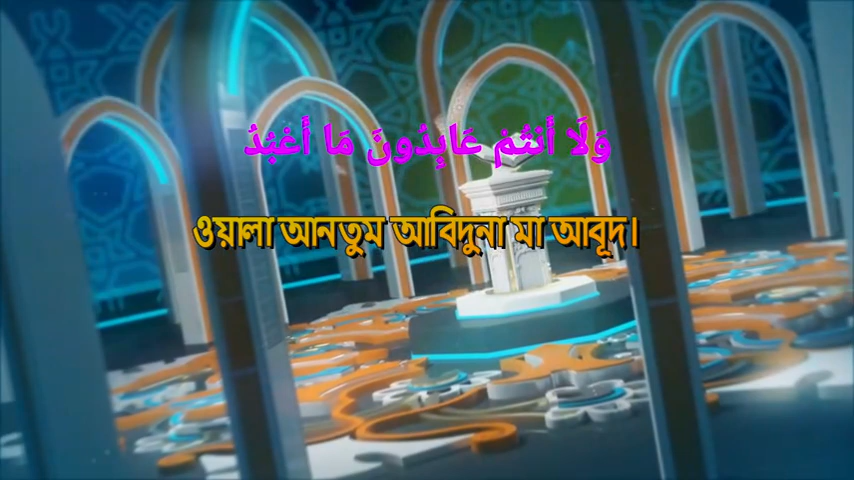 وَلَا أَنتُمْ عَابِدُونَ مَا أَعْبُدُ
ওয়ালা আনতুম আবিদুনা মা আবূদ।